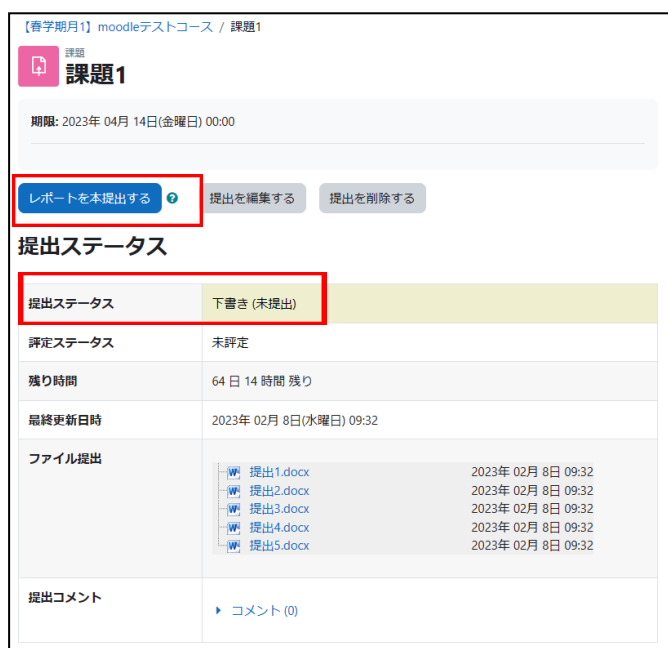 【春学期月1】moodleテストコース / 課題1
課題
課題1
期限: 2023年 04月 14日(金曜日) 00:00
レポートを本提出する ? 提出を編集する 提出を削除する
提出ステータス
提出ステータス 下書き (未提出)
評定ステータス 未評定
残り時間 64 日 14 時間 残り
最終更新日時 2023年 02月 8日(水曜日) 09:32
ファイル提出
提出1.docx 2023年 02月 8日 09:32
提出2.docx 2023年 02月 8日 09:32
提出3.docx 2023年 02月 8日 09:32
提出4.docx 2023年 02月 8日 09:32
提出5.docx 2023年 02月 8日 09:32
提出コメント
コメント (0)